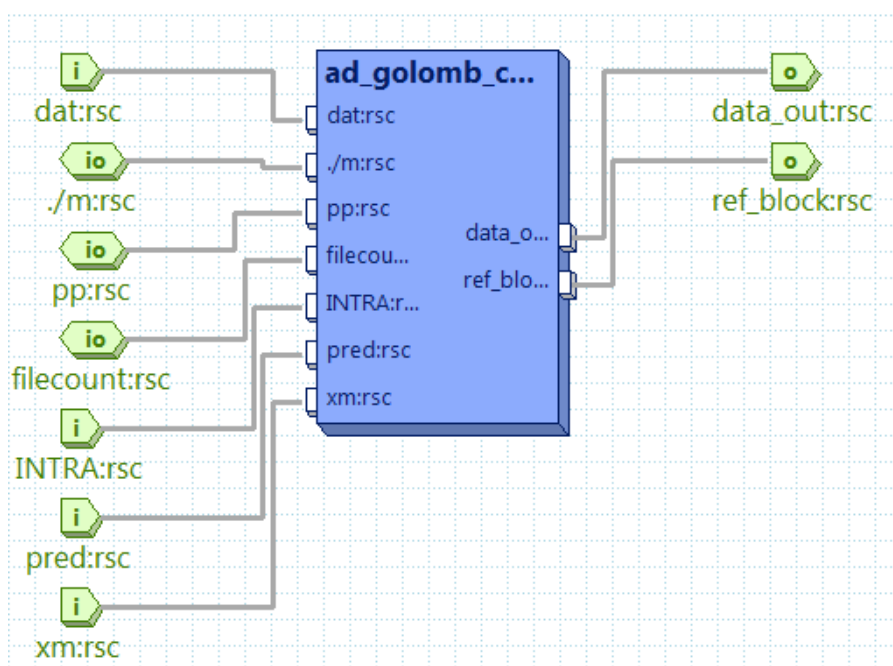 i
dat:rsc
io
./m:rsc
io
pp:rsc
io
filecount:rsc
i
INTRA:rsc
i
pred:rsc
i
xm:rsc
ad_golomb_c...
dat:rsc
./m:rsc
pp:rsc
filecou...
INTRA:r...
pred:rsc
xm:rsc
data_o...
ref_blo...
o
data_out:rsc
o
ref_block:rsc